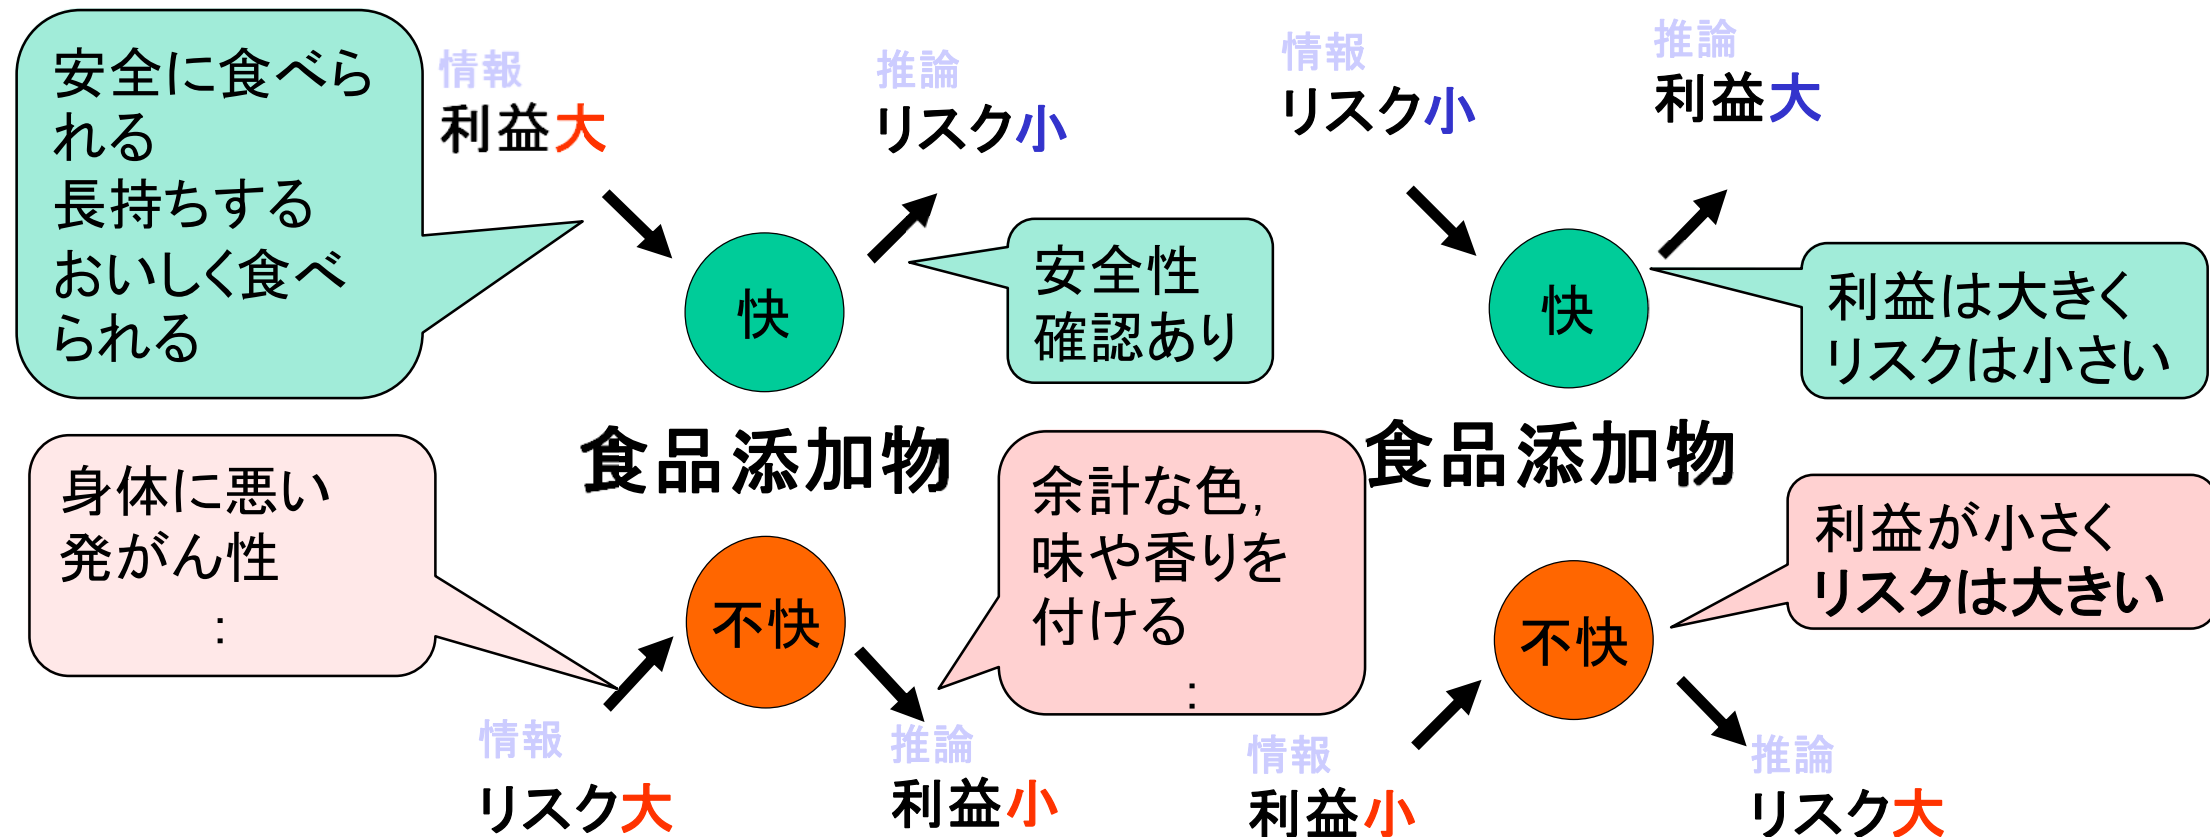 安全に食べら
れる
長持ちする
おいしく食べ
られる
情報
利益大
推論
リスク小
快
安全性
確認あり
食品添加物
身体に悪い
発がん性
:
不快
余計な色,
味や香りを
付ける
:
情報
リスク大
推論
利益小
情報
リスク小
推論
利益大
快
利益は大きく
リスクは小さい
食品添加物
利益が小さく
リスクは大きい
不快
情報
利益小
推論
リスク大